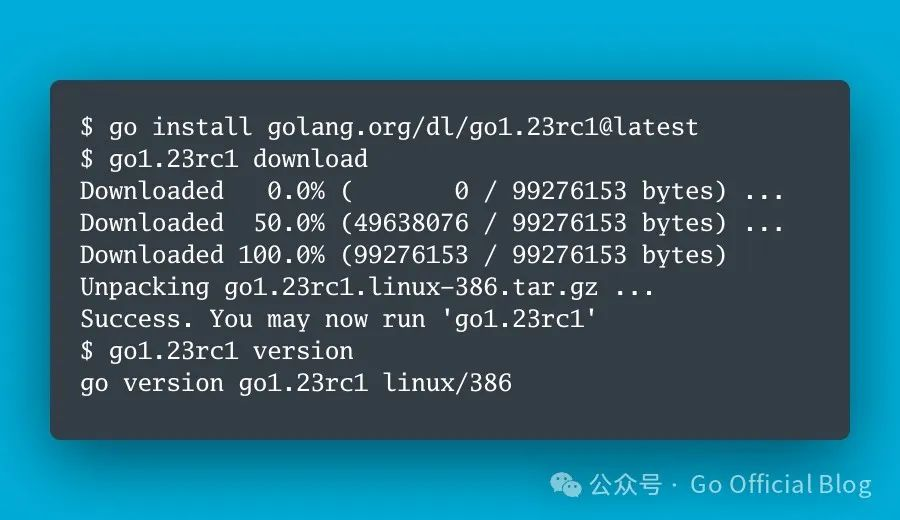 $ go install golang.org/dl/go1.23rc1@latest
$ go1.23rc1 download
Downloaded   0.0% (       0 / 99276153 bytes) ...
Downloaded  50.0% (49638076 / 99276153 bytes) ...
Downloaded 100.0% (99276153 / 99276153 bytes)
Unpacking go1.23rc1.linux-386.tar.gz ...
Success. You may now run 'go1.23rc1'
$ go1.23rc1 version
go version go1.23rc1 linux/386
公众号 · Go Official Blog